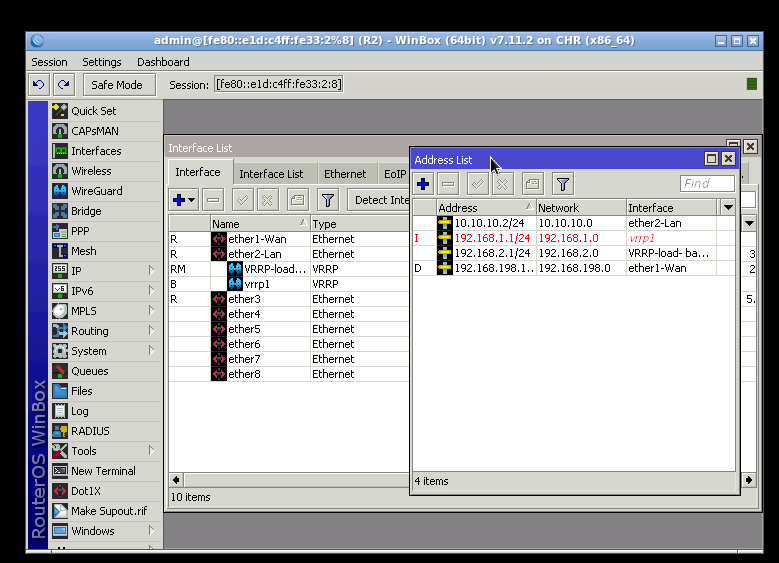 admin@[fe80::e1d:c4ff:fe33:2%8] (R2) - WinBox (64bit) v7.11.2 on CHR (x86_64)
Session Settings Dashboard
Safe Mode Session: [fe80::e1d:c4ff:fe33:2:8]
RouterOS WinBox
Quick Set
CAPsMAN
Interfaces
Wireless
WireGuard
Bridge
PPP
Mesh
IP
IPv6
MPLS
Routing
System
Queues
Files
Log
RADIUS
Tools
New Terminal
Dot1X
Make Supout.rif
Windows
Interface List
Interface Interface List Ethernet EoIP
Detect Inte
Name Type
R ether1-Wan Ethernet
R ether2-Lan Ethernet
RM VRRP-load... VRRP
B vrrp1 VRRP
R ether3 Ethernet
ether4 Ethernet
ether5 Ethernet
ether6 Ethernet
ether7 Ethernet
ether8 Ethernet
10 items
3
2
5.
Address List
Find
Address Network Interface
10.10.10.2/24 10.10.10.0 ether2-Lan
I 192.168.1.1/24 192.168.1.0 vrrp1
192.168.2.1/24 192.168.2.0 VRRP-load- ba...
D 192.168.198.1... 192.168.198.0 ether1-Wan
4 items